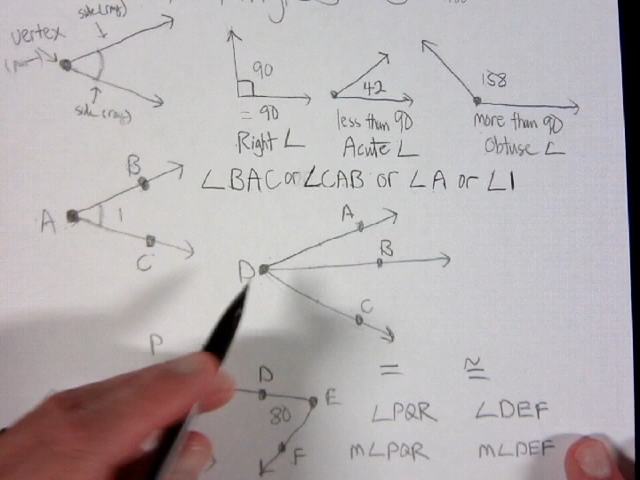 side (ray)
vertex
side (ray)
90
= 90
Right ∠
42
less than 90
Acute ∠
158
more than 90
Obtuse ∠
A B C 1
∠BAC or ∠CAB or ∠A or ∠1
D A B C
P
D E F 80
= ≅
∠PQR ∠DEF
m∠PQR m∠DEF